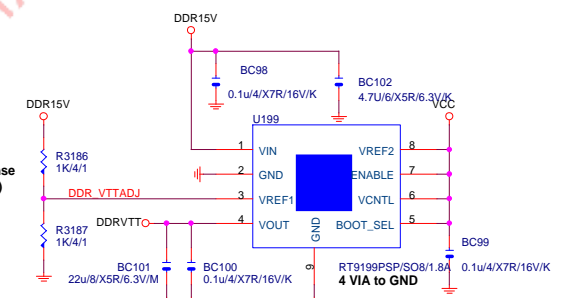 DDR15V
BC98
0.1u/4/X7R/16V/K
BC102
4.7U/6/X5R/6.3V/K
VCC
DDR15V
U199
1 VIN VREF2 8
R3186
1K/4/1
2 GND ENABLE 7
DDR_VTTADJ
3 VREF1 VCNTL 6
R3187
1K/4/1
DDRVTT
4 VOUT BOOT_SEL 5
GND
9
BC99
0.1u/4/X7R/16V/K
BC101
22u/8/X5R/6.3V/M
BC100
0.1u/4/X7R/16V/K
RT9199PSP/SO8/1.8A
4 VIA to GND